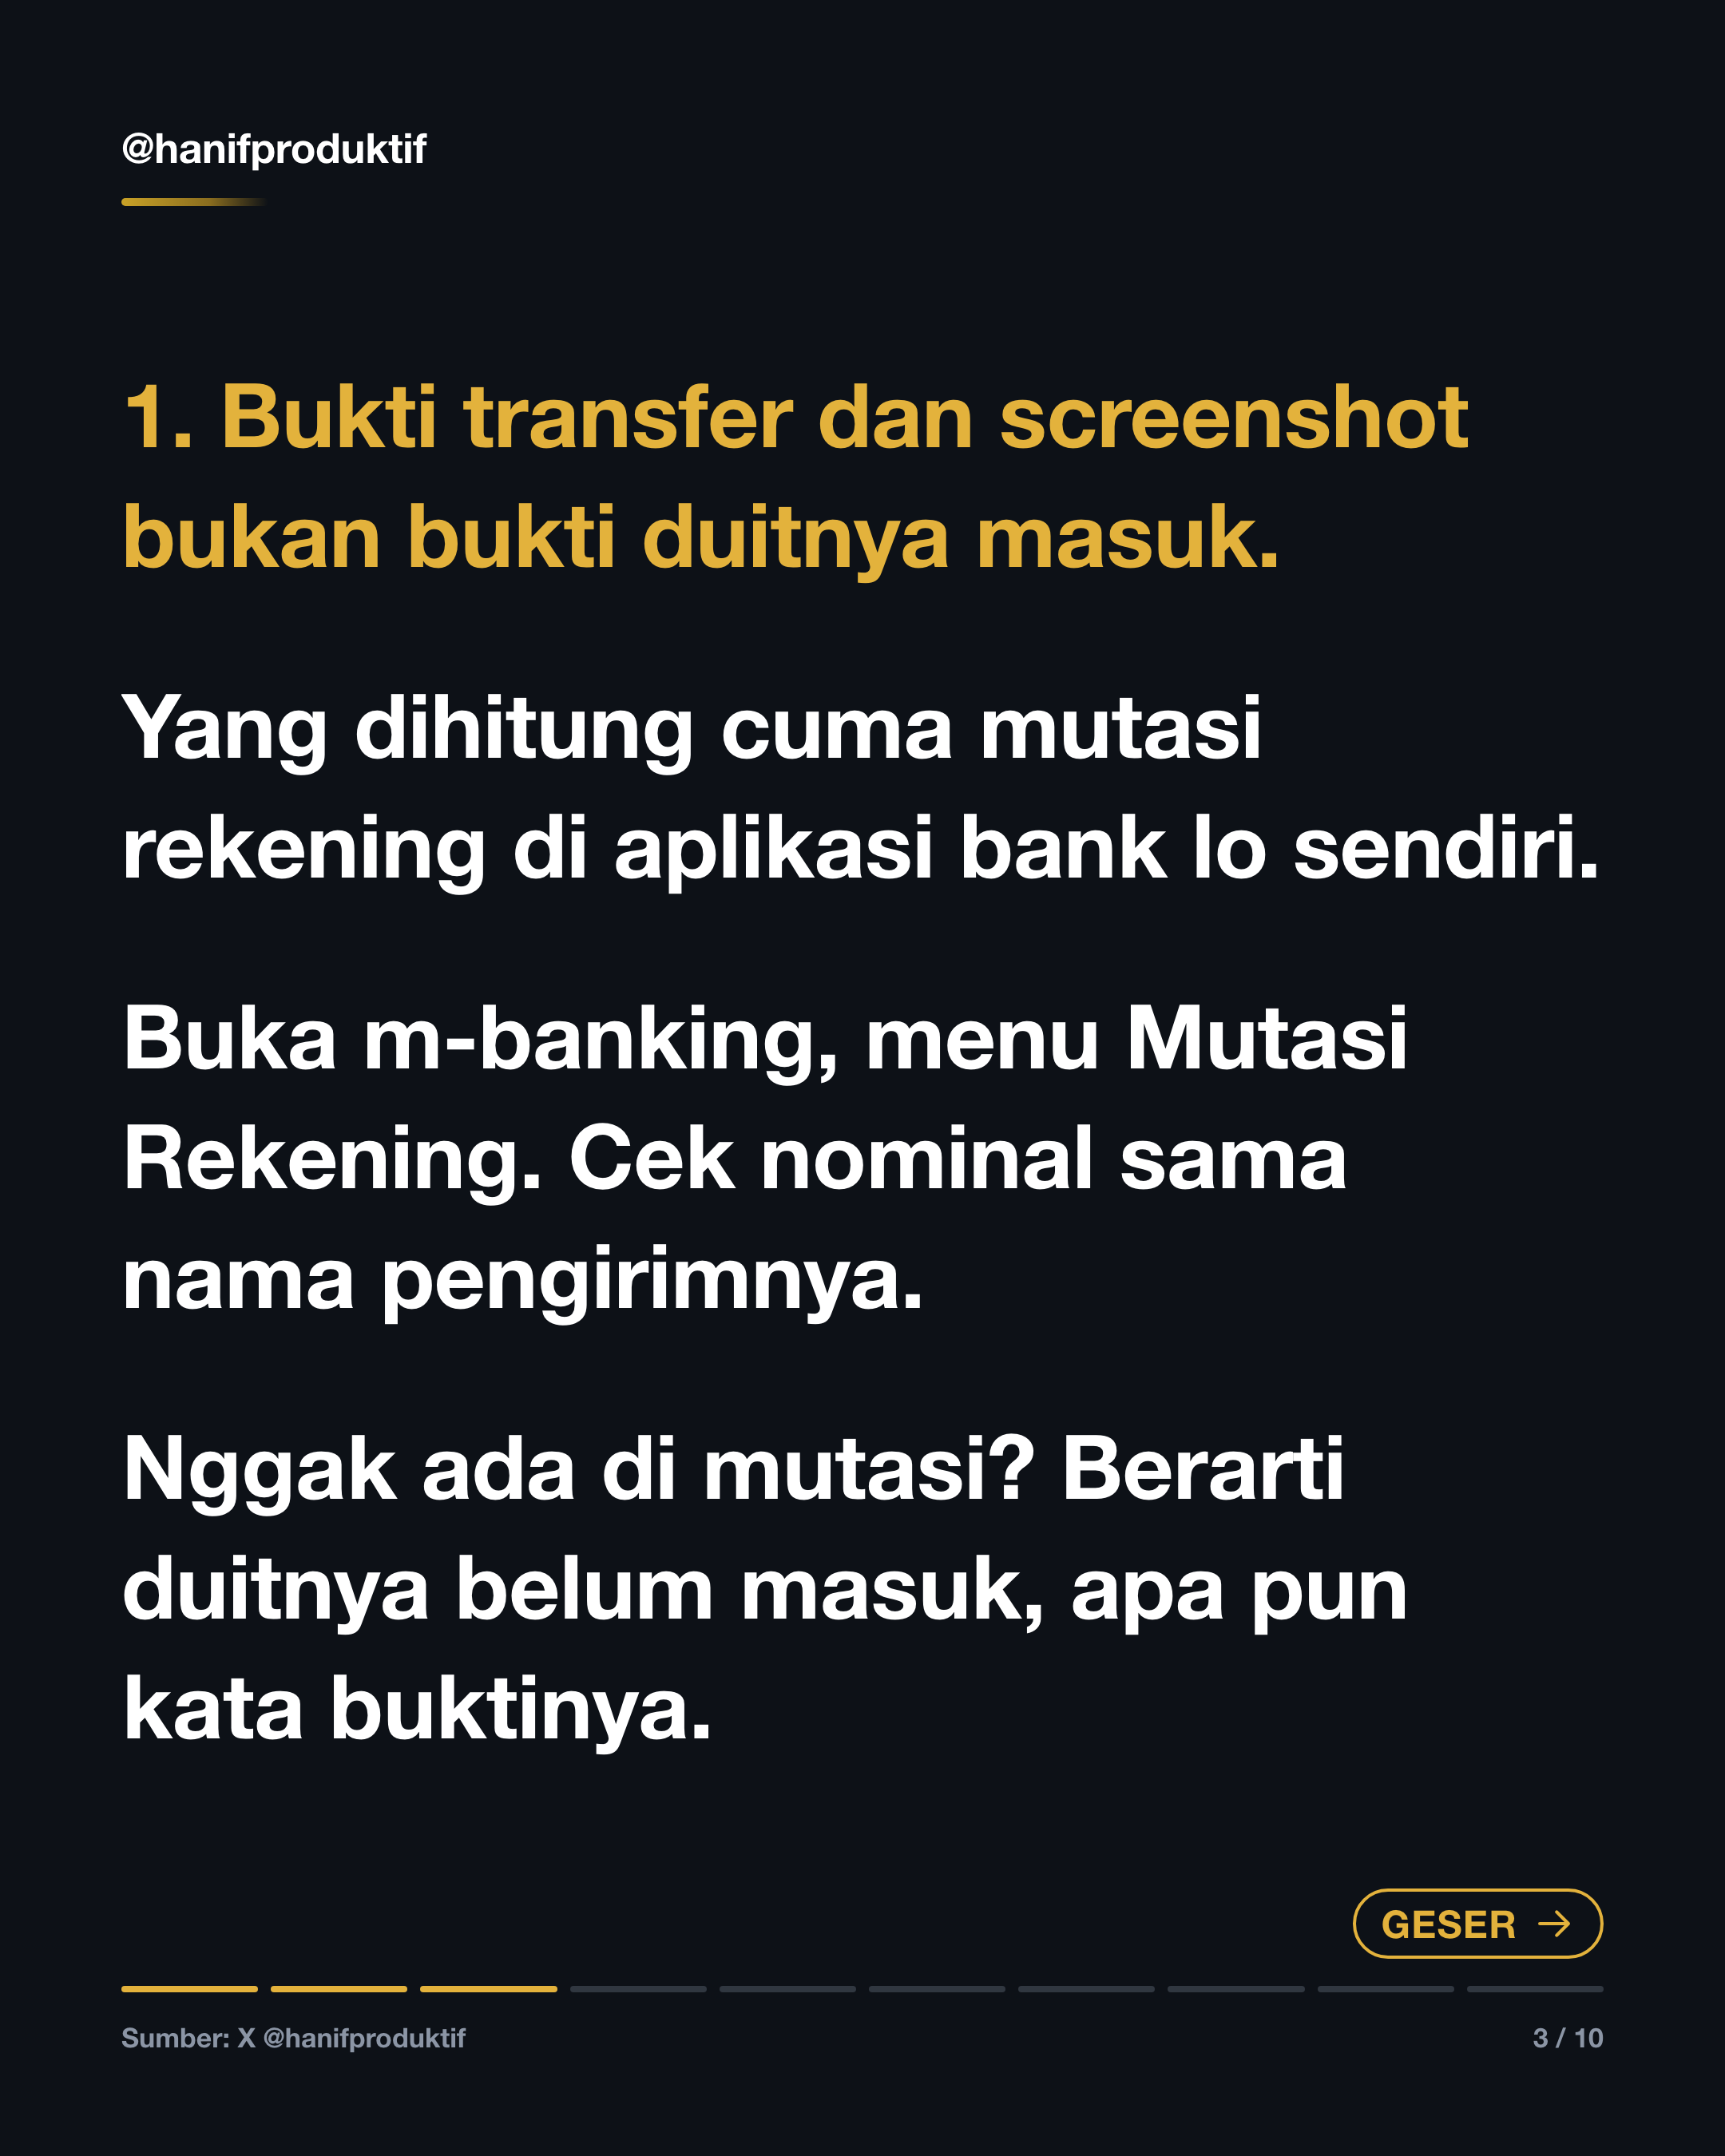 @hanifproduktif
1. Bukti transfer dan screenshot
bukan bukti duitnya masuk.
Yang dihitung cuma mutasi
rekening di aplikasi bank lo sendiri.
Buka m-banking, menu Mutasi
Rekening. Cek nominal sama
nama pengirimnya.
Nggak ada di mutasi? Berarti
duitnya belum masuk, apa pun
kata buktinya.
GESER →
Sumber: X @hanifproduktif
3 / 10